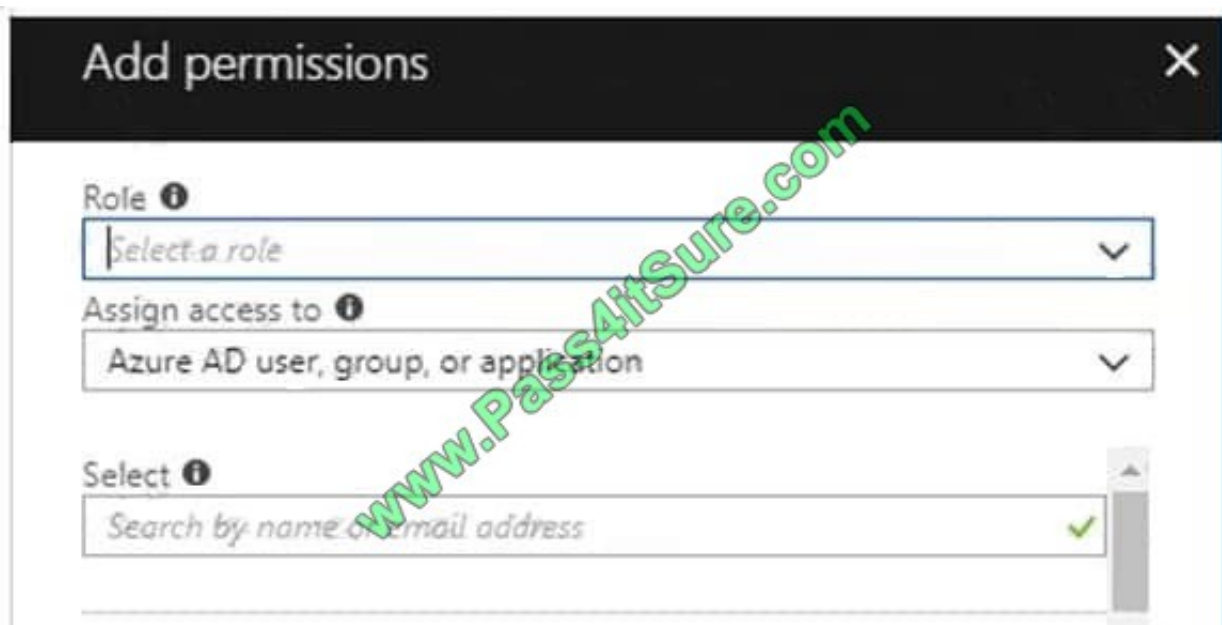 Add permissions
Role
Select a role
Assign access to
Azure AD user, group, or application
Select
Search by name or email address
www.Pass4itSure.com